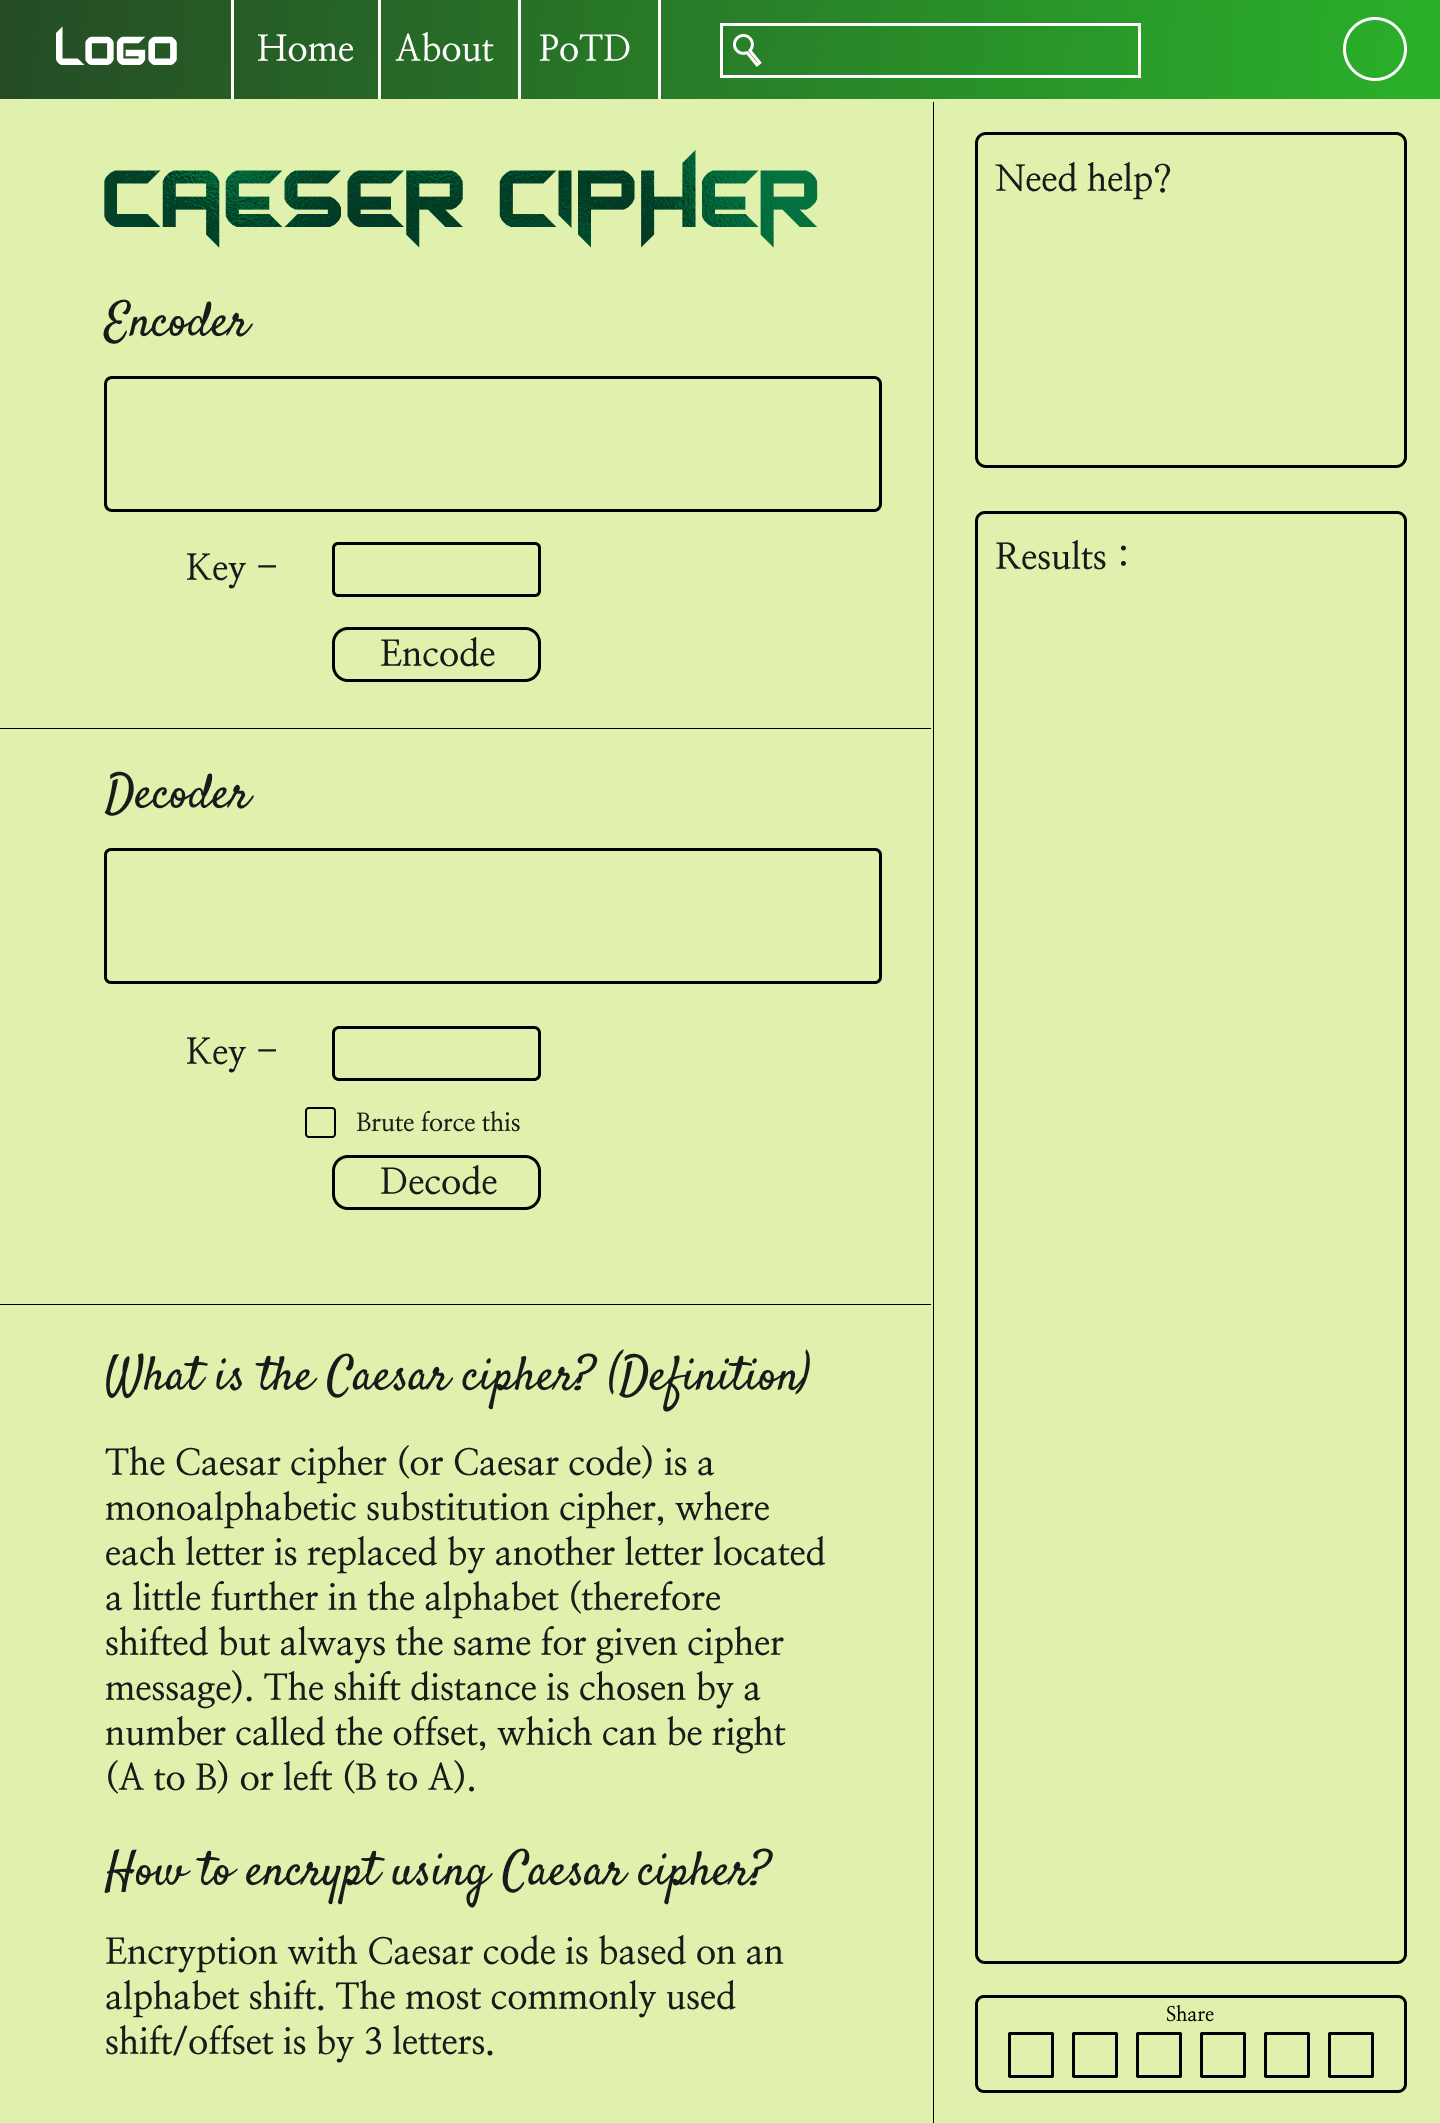 LOGO
Home
About
PoTD
CAESER CIPHER
Encoder
Key –
Encode
Decoder
Key –
Brute force this
Decode
What is the Caesar cipher? (Definition)
The Caesar cipher (or Caesar code) is a
monoalphabetic substitution cipher, where
each letter is replaced by another letter located
a little further in the alphabet (therefore
shifted but always the same for given cipher
message). The shift distance is chosen by a
number called the offset, which can be right
(A to B) or left (B to A).
How to encrypt using Caesar cipher?
Encryption with Caesar code is based on an
alphabet shift. The most commonly used
shift/offset is by 3 letters.
Need help?
Results :
Share